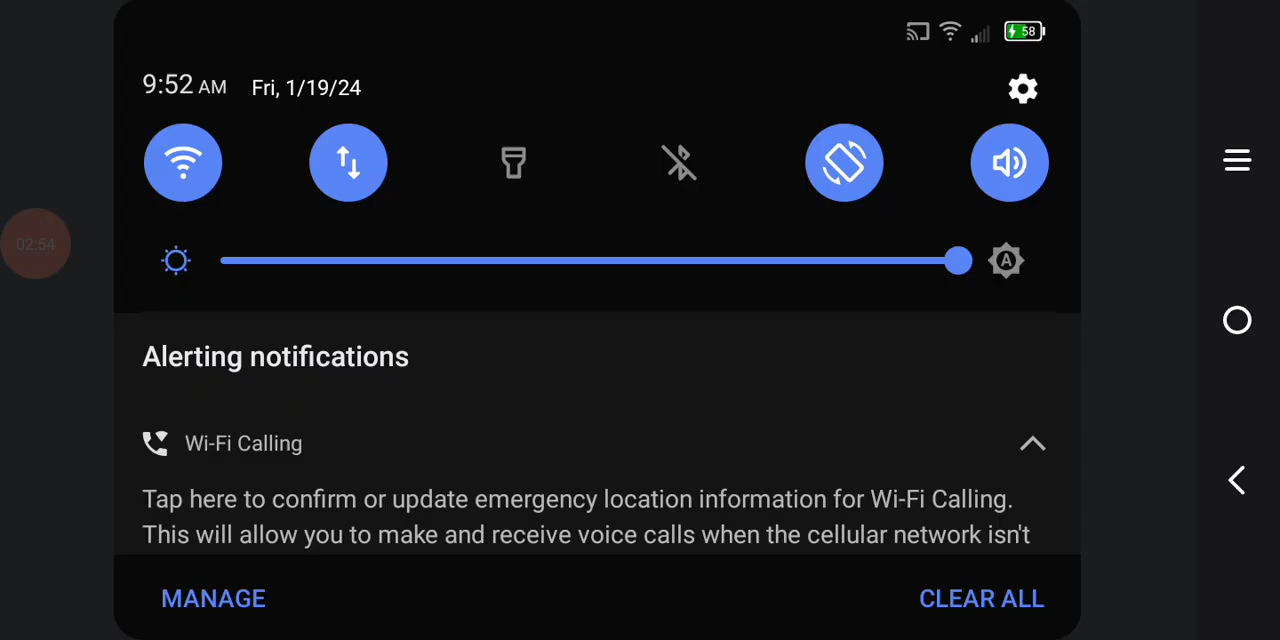 58
9:52 AM Fri, 1/19/24
A
02:54
Alerting notifications
Wi-Fi Calling
Tap here to confirm or update emergency location information for Wi-Fi Calling.
This will allow you to make and receive voice calls when the cellular network isn't
MANAGE CLEAR ALL